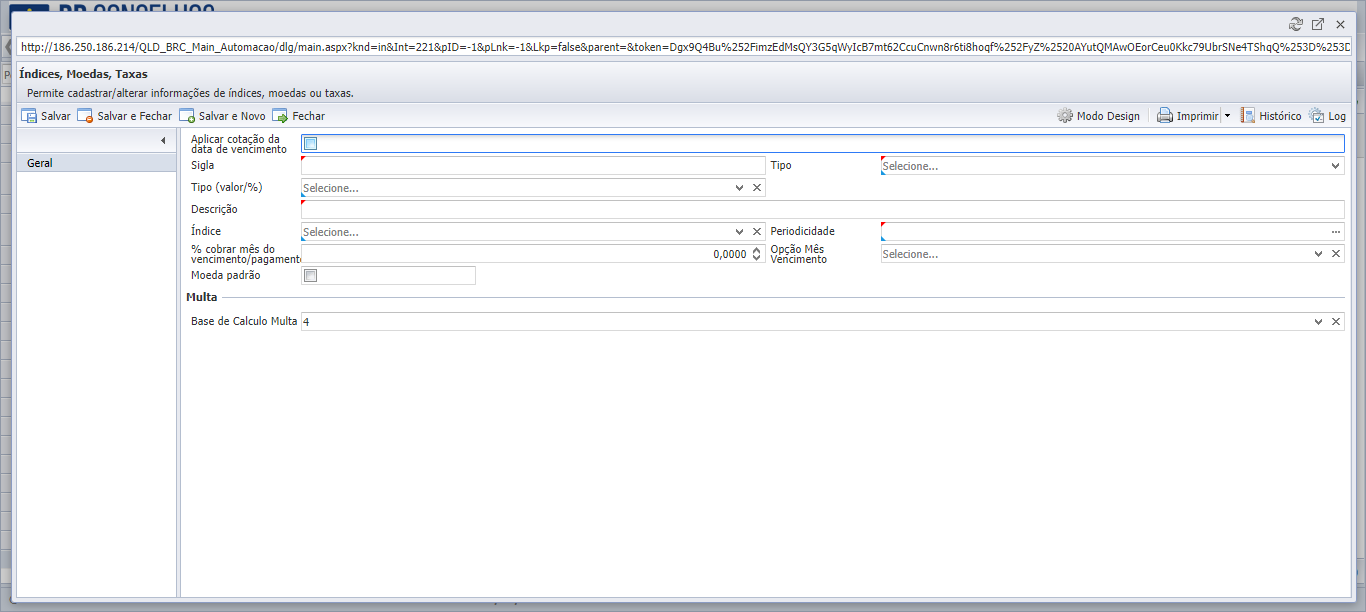 BR CONSELHOS
http://186.250.186.214/QLD_BRC_Main_Automacao/dlg/main.aspx?knd=in&Int=221&pID=-1&pLnk=-1&Lkp=false&parent=&token=Dgx9Q4Bu%252FimzEdMsQY3G5qWyIcB7mt62CcuCnwn8r6ti8hoqf%252FyZ%2520AYutQMAwOEorCeu0Kkc79UbrSNe4TShqQ%253D%253D
Índices, Moedas, Taxas
Permite cadastrar/alterar informações de índices, moedas ou taxas.
Salvar Salvar e Fechar Salvar e Novo Fechar Modo Design Imprimir Histórico Log
Geral
Aplicar cotação da
data de vencimento
Sigla Tipo Selecione...
Tipo (valor/%) Selecione...
Descrição
Índice Selecione... Periodicidade ...
% cobrar mês do
vencimento/pagamento 0,0000 Opção Mês
Vencimento Selecione...
Moeda padrão
Multa
Base de Calculo Multa 4